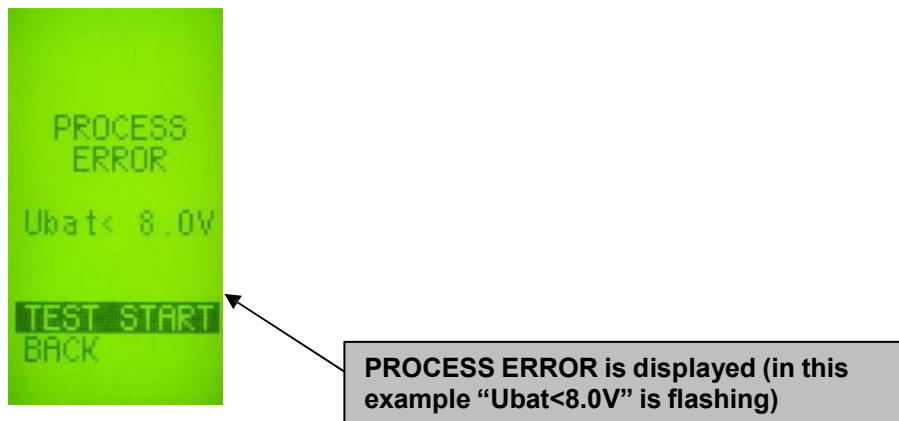 PROCESS
ERROR
Ubat< 8.0V
TEST START
BACK
PROCESS ERROR is displayed (in this
example “Ubat<8.0V” is flashing)